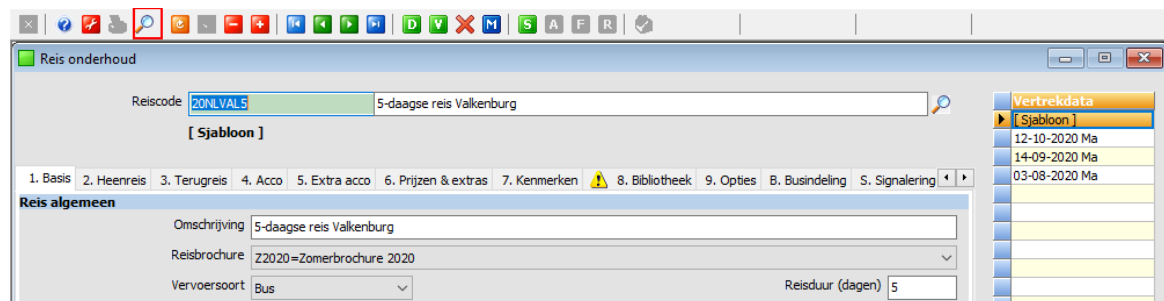 D V M S A F R
Reis onderhoud
Reiscode 20NLVAL5 5-daagse reis Valkenburg
[ Sjabloon ]
Vertrekdata
[ Sjabloon ]
12-10-2020 Ma
14-09-2020 Ma
03-08-2020 Ma
1. Basis 2. Heenreis 3. Terugreis 4. Acco 5. Extra acco 6. Prijzen & extras 7. Kenmerken 8. Bibliotheek 9. Opties B. Busindeling S. Signalering
Reis algemeen
Omschrijving 5-daagse reis Valkenburg
Reisbrochure Z2020=Zomerbrochure 2020
Vervoersoort Bus Reisduur (dagen) 5